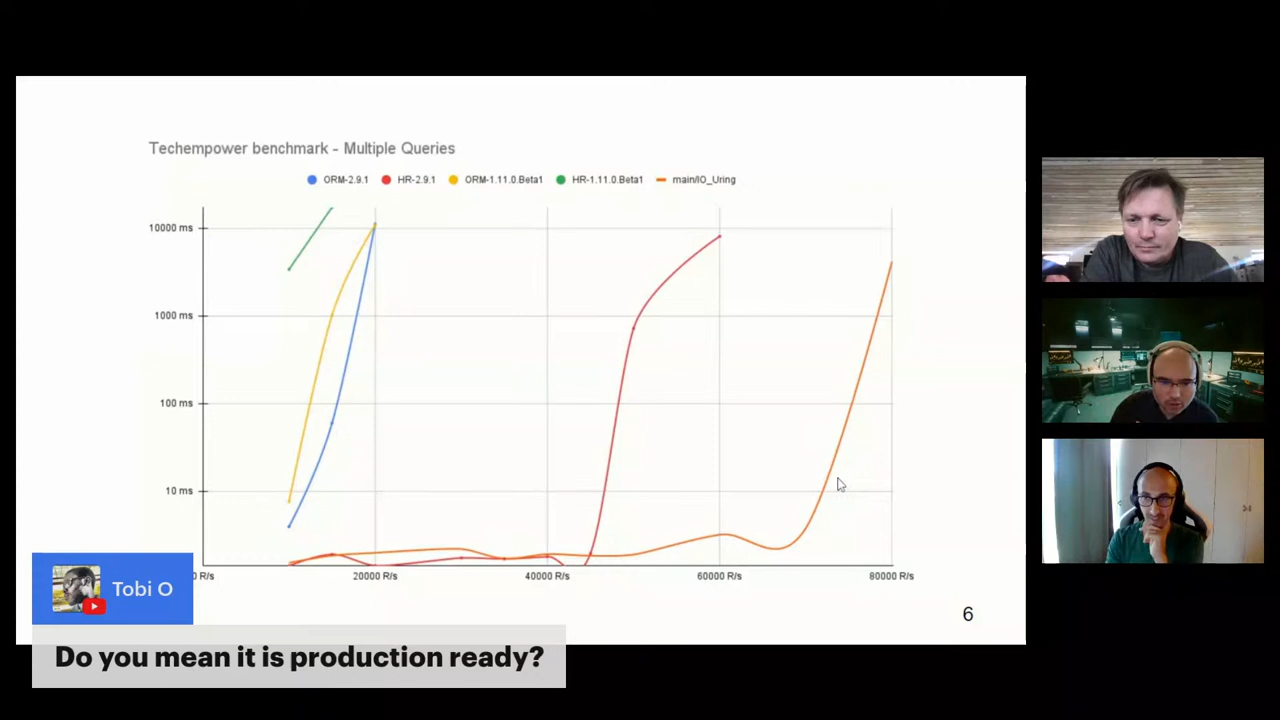 Techempower benchmark - Multiple Queries
ORM-2.9.1 HR-2.9.1 ORM-1.11.0.Beta1 HR-1.11.0.Beta1 main/IO_Uring
10000 ms
1000 ms
100 ms
10 ms
0 R/s 20000 R/s 40000 R/s 60000 R/s 80000 R/s
6
Tobi O
Do you mean it is production ready?